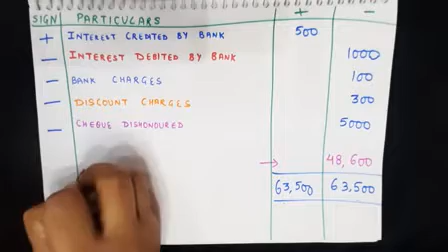 SIGN PARTICULARS + -
+ INTEREST CREDITED BY BANK 500
- INTEREST DEBITED BY BANK 1000
- BANK CHARGES 100
- DISCOUNT CHARGES 300
- CHEQUE DISHONOURED 5000
→ 48,600
63,500 63,500